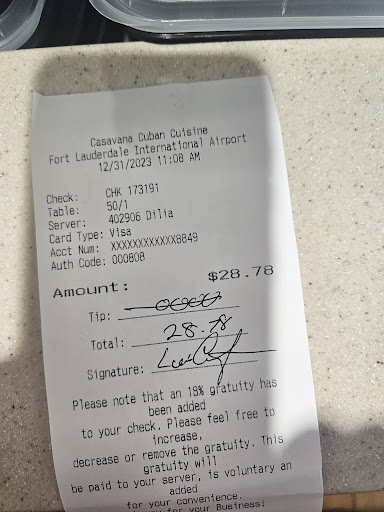 Casavana Cuban Cuisine
Fort Lauderdale International Airport
12/31/2023 11:08 AM
Check: CHK 173191
Table: 50/1
Server: 402906 Dilia
Card Type: Visa
Acct Num: XXXXXXXXXXXX8849
Auth Code: 000808
Amount: $28.78
Tip:
Total: 28.78
Signature:
Please note that an 18% gratuity has
been added
to your check. Please feel free to
increase,
decrease or remove the gratuity. This
gratuity will
be paid to your server, is voluntary an
added
for your convenience.
you for your Business!